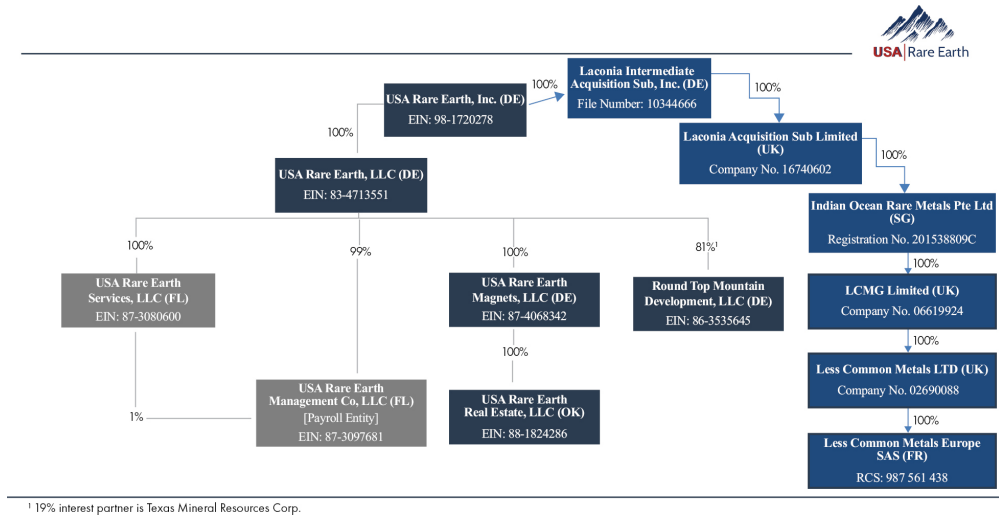 USA|Rare Earth
Laconia Intermediate
Acquisition Sub, Inc. (DE)
File Number: 10344666
100%
USA Rare Earth, Inc. (DE)
EIN: 98-1720278
100%
100%
Laconia Acquisition Sub Limited
(UK)
Company No. 16740602
100%
USA Rare Earth, LLC (DE)
EIN: 83-4713551
Indian Ocean Rare Metals Pte Ltd
(SG)
Registration No. 201538809C
100%
99%
100%
81%¹
100%
USA Rare Earth
Services, LLC (FL)
EIN: 87-3080600
USA Rare Earth
Magnets, LLC (DE)
EIN: 87-4068342
Round Top Mountain
Development, LLC (DE)
EIN: 86-3535645
LCMG Limited (UK)
Company No. 06619924
100%
100%
Less Common Metals LTD (UK)
Company No. 02690088
1%
USA Rare Earth
Management Co, LLC (FL)
[Payroll Entity]
EIN: 87-3097681
USA Rare Earth
Real Estate, LLC (OK)
EIN: 88-1824286
100%
Less Common Metals Europe
SAS (FR)
RCS: 987 561 438
¹ 19% interest partner is Texas Mineral Resources Corp.